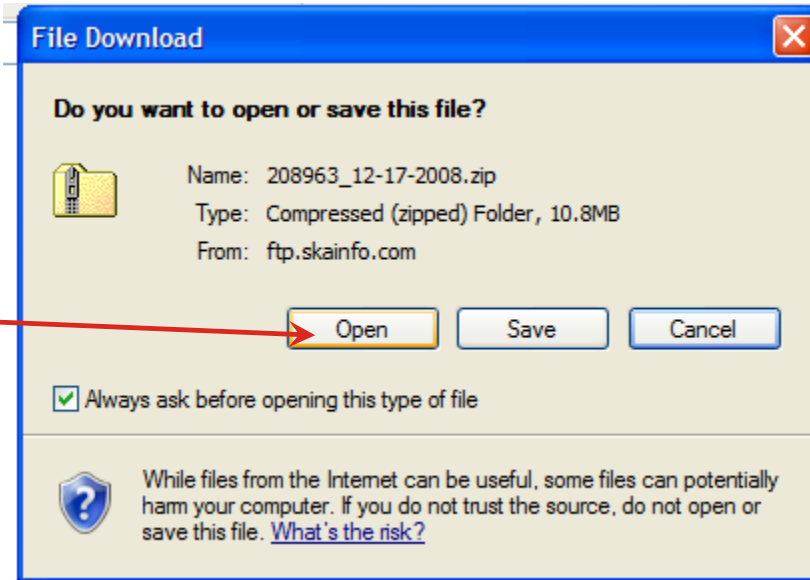 File Download
Do you want to open or save this file?
Name: 208963_12-17-2008.zip
Type: Compressed (zipped) Folder, 10.8MB
From: ftp.skainfo.com
Open Save Cancel
Always ask before opening this type of file
While files from the Internet can be useful, some files can potentially
harm your computer. If you do not trust the source, do not open or
save this file. What's the risk?